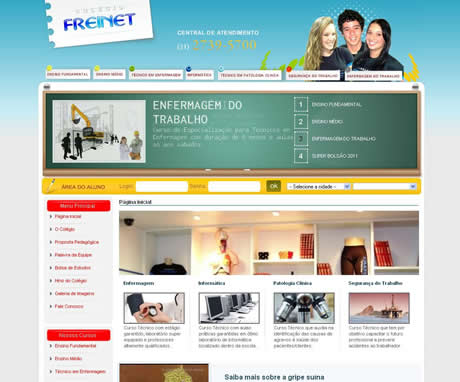 COLÉGIO
FREINET
CENTRAL DE ATENDIMENTO
2739-5700
ENSINO FUNDAMENTAL
ENSINO MÉDIO
TÉCNICO EM ENFERMAGEM
INFORMÁTICA
TÉCNICO EM PATOLOGIA CLÍNICA
SEGURANÇA DO TRABALHO
ENFERMAGEM DO TRABALHO
ENFERMAGEM DO
TRABALHO
Curso de Especialização para Técnicos em
Enfermagem com duração de 6 meses e aulas
só aos sábados.
1 ENSINO FUNDAMENTAL
2 ENSINO MÉDIO
3 ENFERMAGEM DO TRABALHO
4 SUPER BOLSÃO 2011
ÁREA DO ALUNO
Login:
Senha:
OK
-- Selecione a cidade --
Menu Principal
Página Inicial
O Colégio
Proposta Pedagógica
Palavra da Equipe
Bolsa de Estudos
Hino do Colégio
Galeria de Imagens
Fale Conosco
Nossos Cursos
Ensino Fundamental
Ensino Médio
Técnico em Enfermagem
Página Inicial
Enfermagem
Curso Técnico com estágio
garantido, laboratório super
equipado e professores
altamente qualificados.
Informática
Curso Técnico com aulas
práticas garantidas em ótimo
laboratório de informática
localizado dentro da escola.
Patologia Clínica
Curso Técnico que auxilia na
identificação das causas de
agravos à saúde dos
pacientes/clientes.
Segurança do Trabalho
Curso Técnico que tem por
objetivo capacitar o futuro
profissional a prevenir
acidentes ao trabalhador
Saiba mais sobre a gripe suína